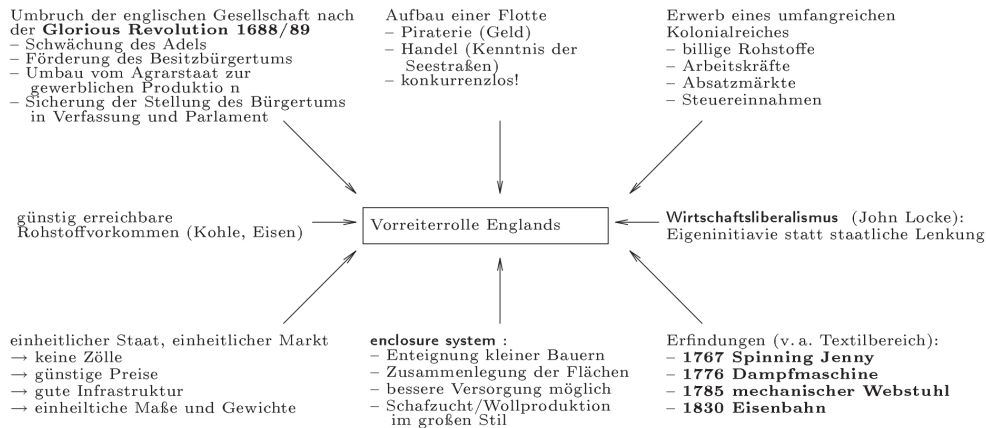 Umbruch der englischen Gesellschaft nach
der Glorious Revolution 1688/89
– Schwächung des Adels
– Förderung des Besitzbürgertums
– Umbau vom Agrarstaat zur
gewerblichen Produktio n
– Sicherung der Stellung des Bürgertums
in Verfassung und Parlament
Aufbau einer Flotte
– Piraterie (Geld)
– Handel (Kenntnis der
Seestraßen)
– konkurrenzlos!
Erwerb eines umfangreichen
Kolonialreiches
– billige Rohstoffe
– Arbeitskräfte
– Absatzmärkte
– Steuereinnahmen
günstig erreichbare
Rohstoffvorkommen (Kohle, Eisen)
Vorreiterrolle Englands
Wirtschaftsliberalismus (John Locke):
Eigeninitiavie statt staatliche Lenkung
einheitlicher Staat, einheitlicher Markt
→ keine Zölle
→ günstige Preise
→ gute Infrastruktur
→ einheiltiche Maße und Gewichte
enclosure system :
– Enteignung kleiner Bauern
– Zusammenlegung der Flächen
– bessere Versorgung möglich
– Schafzucht/Wollproduktion
im großen Stil
Erfindungen (v. a. Textilbereich):
– 1767 Spinning Jenny
– 1776 Dampfmaschine
– 1785 mechanischer Webstuhl
– 1830 Eisenbahn